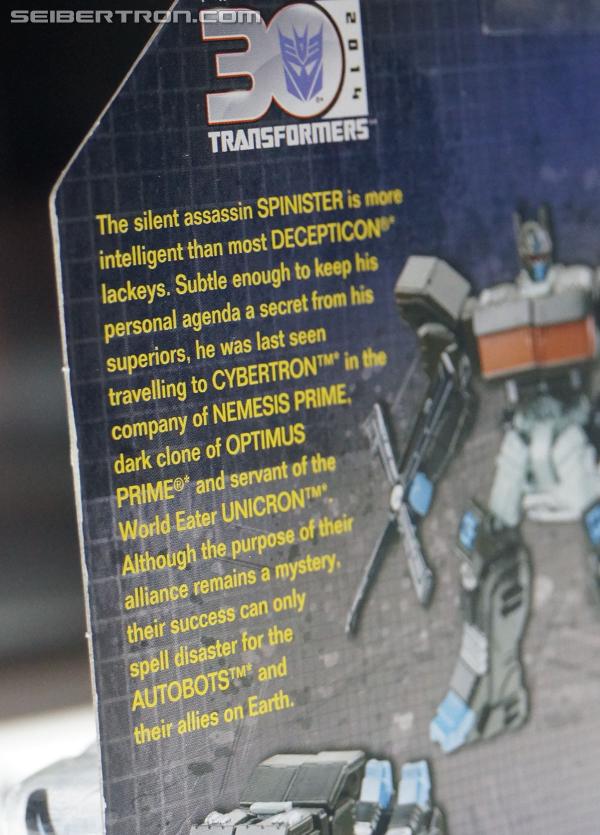 SEIBERTRON.COM
30
2014
TRANSFORMERS™
The silent assassin SPINISTER is more
intelligent than most DECEPTICON®*
lackeys. Subtle enough to keep his
personal agenda a secret from his
superiors, he was last seen
travelling to CYBERTRON™* in the
company of NEMESIS PRIME,
dark clone of OPTIMUS
PRIME®* and servant of the
World Eater UNICRON™*.
Although the purpose of their
alliance remains a mystery,
their success can only
spell disaster for the
AUTOBOTS™* and
their allies on Earth.